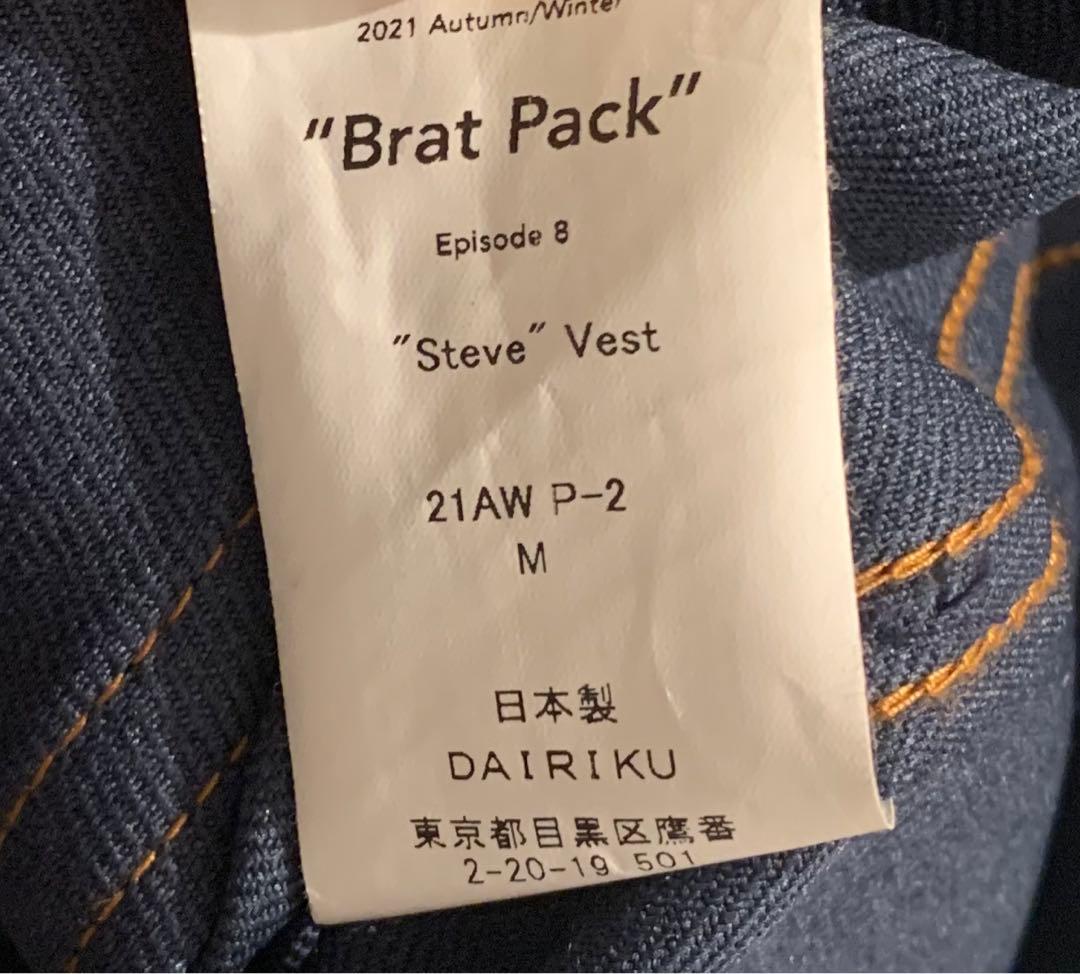 2021 Autumn/Winter
"Brat Pack"
Episode 8
"Steve" Vest
21AW P-2
M
日本製
DAIRIKU
東京都目黒区鷹番
2-20-19 501